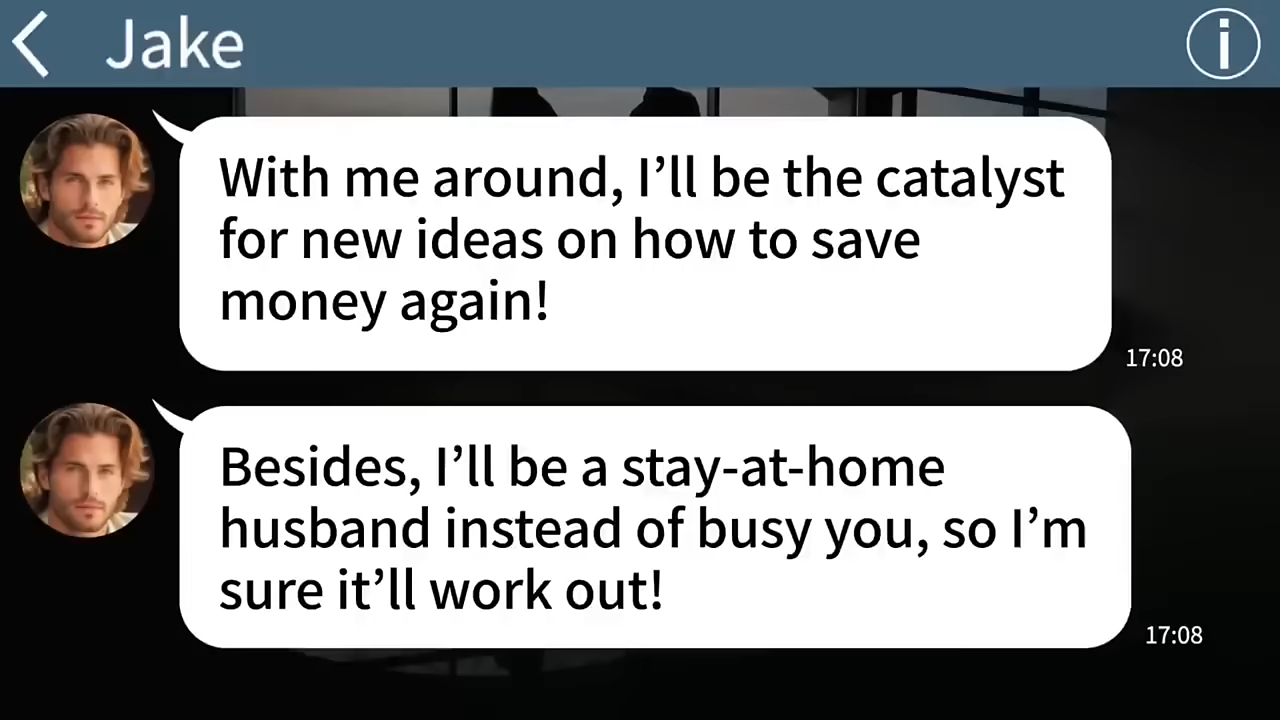 Jake
With me around, I’ll be the catalyst
for new ideas on how to save
money again!
17:08
Besides, I’ll be a stay-at-home
husband instead of busy you, so I’m
sure it’ll work out!
17:08